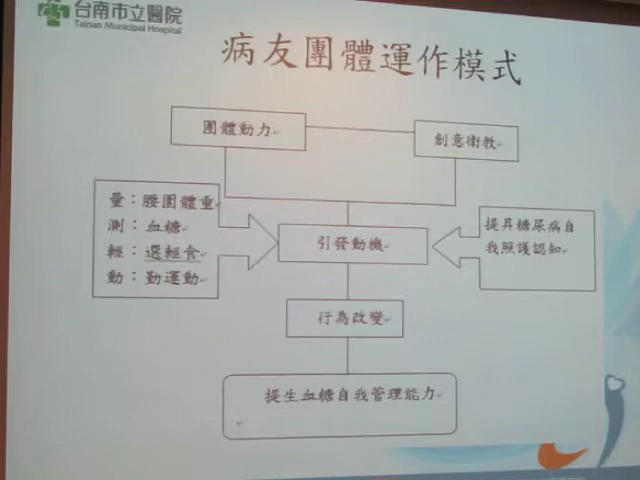 台南市立醫院
Tainan Municipal Hospital
病友團體運作模式
團體動力
創意衛教
量：腰圍體重
測：血糖
輕：選輕食
動：勤運動
引發動機
提昇糖尿病自
我照護認知
行為改變
提生血糖自我管理能力